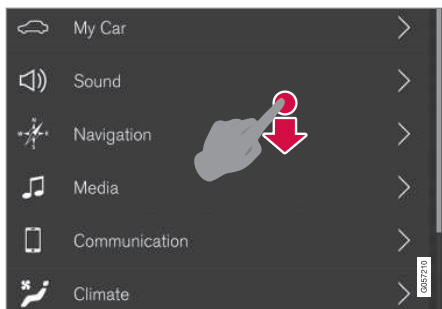 My Car
Sound
Navigation
Media
Communication
Climate
G057210